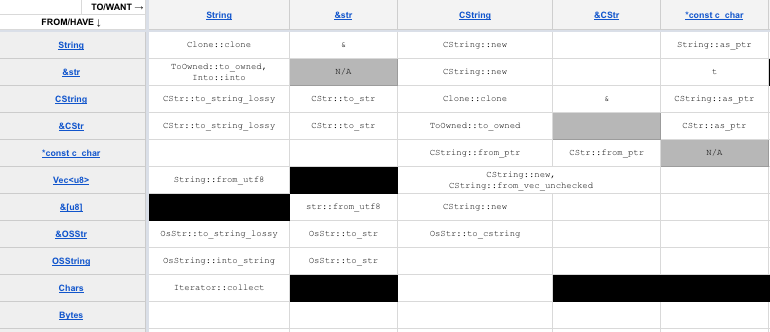 TO/WANT →
FROM/HAVE ↓
String &str CString &CStr *const c_char
String Clone::clone & CString::new String::as_ptr
&str ToOwned::to_owned, Into::into N/A CString::new t
CString CStr::to_string_lossy CStr::to_str Clone::clone & CString::as_ptr
&CStr CStr::to_string_lossy CStr::to_str ToOwned::to_owned CStr::as_ptr
*const c_char String::from_ptr CStr::from_ptr N/A
Vec<u8> String::from_utf8 CString::new, CString::from_vec_unchecked
&[u8] str::from_utf8 CString::new
&OSStr OsStr::to_string_lossy OsStr::to_str OsStr::to_cstring
OSString OsString::into_string OsStr::to_str
Chars Iterator::collect
Bytes